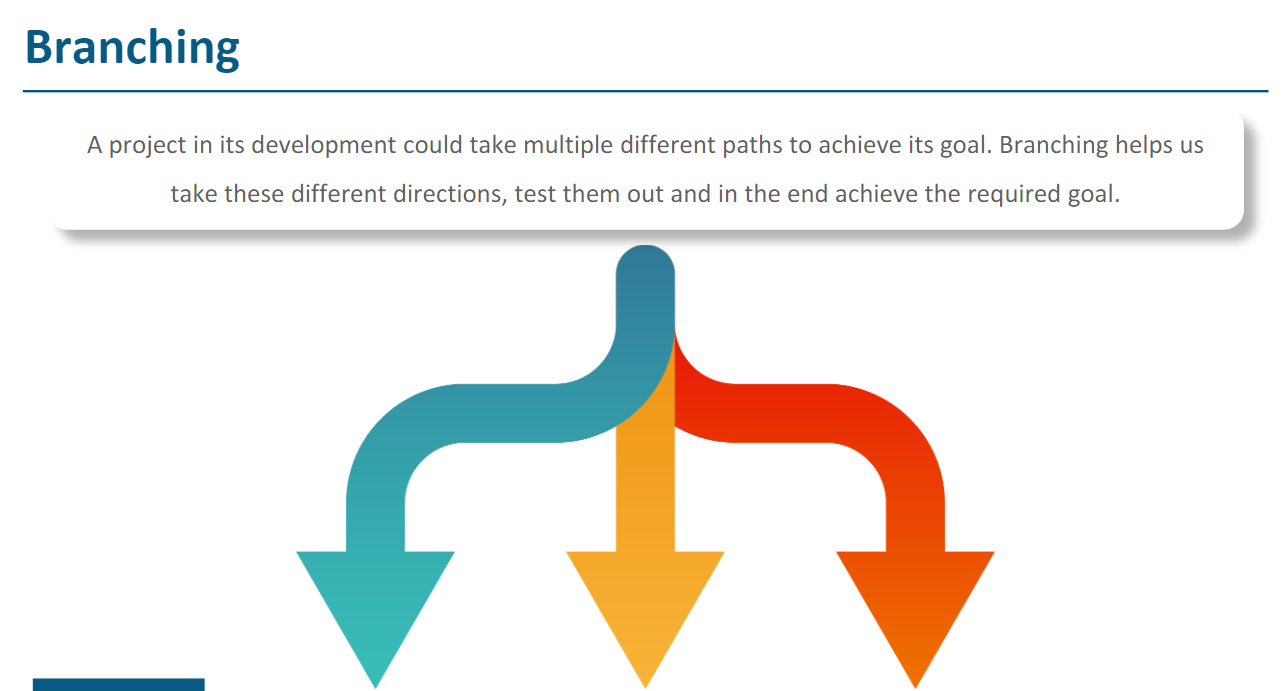 Branching
A project in its development could take multiple different paths to achieve its goal. Branching helps us
take these different directions, test them out and in the end achieve the required goal.